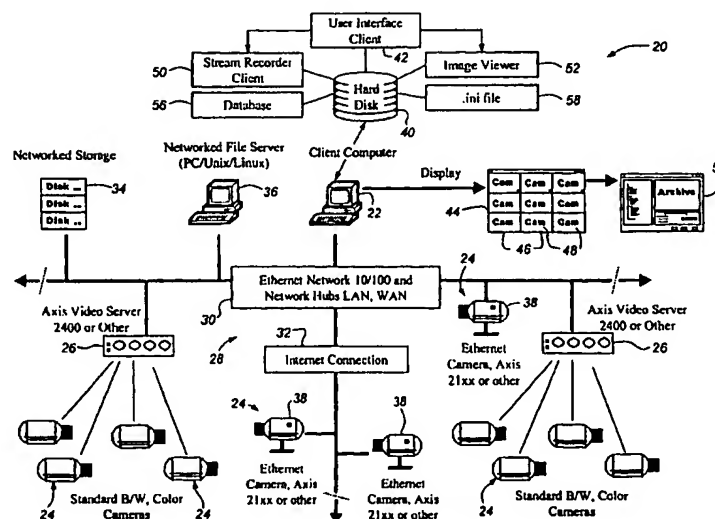 User Interface
Client
42
20
50
Stream Recorder
Client
Image Viewer
52
56
Database
Hard
Disk
.ini file
58
40
Networked Storage
Networked File Server
(PC/Unix/Linux)
Client Computer
Display
Disk ..
Disk ..
Disk ..
34
36
22
44
Cam Cam Cam
Cam Cam Cam
Cam Cam Cam
46
48
Archive
5
Ethernet Network 10/100 and
Network Hubs LAN, WAN
30
24
38
Axis Video Server
2400 or Other
26
28
32
Internet Connection
Ethernet
Camera, Axis
21xx or other
Axis Video Server
2400 or Other
26
24
38
38
Ethernet
Camera, Axis
21xx or other
Ethernet
Camera, Axis
21xx or other
24
Standard B/W, Color
Cameras
24
24
Standard B/W, Color
Cameras